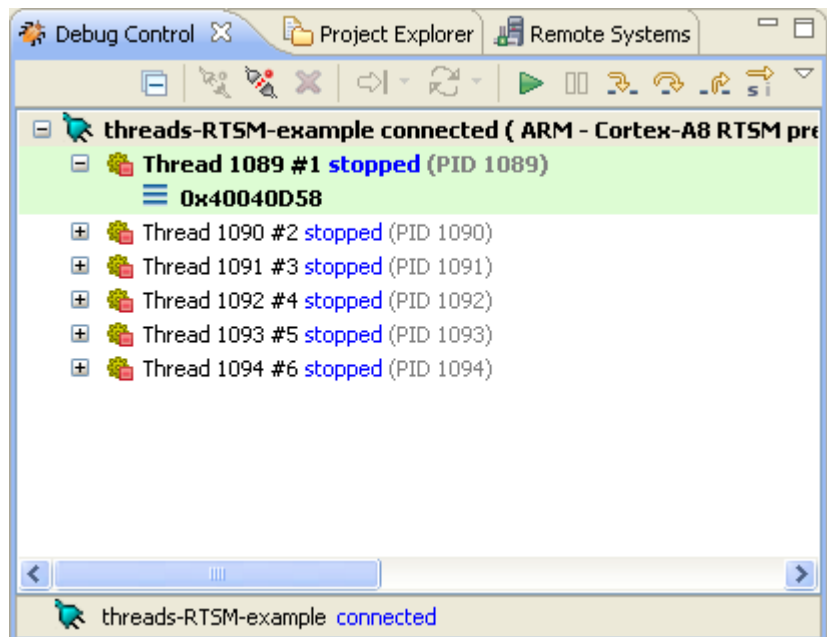 Debug Control Project Explorer Remote Systems
s i
threads-RTSM-example connected ( ARM - Cortex-A8 RTSM pre
Thread 1089 #1 stopped (PID 1089)
0x40040D58
Thread 1090 #2 stopped (PID 1090)
Thread 1091 #3 stopped (PID 1091)
Thread 1092 #4 stopped (PID 1092)
Thread 1093 #5 stopped (PID 1093)
Thread 1094 #6 stopped (PID 1094)
threads-RTSM-example connected